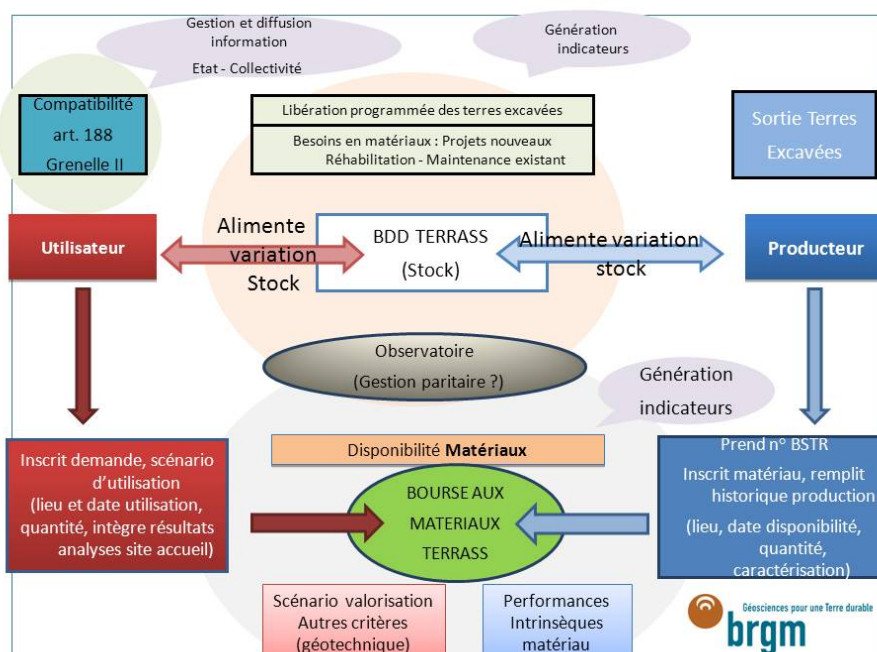 Gestion et diffusion
information
Etat - Collectivité
Génération
indicateurs
Compatibilité
art. 188
Grenelle II
Libération programmée des terres excavées
Besoins en matériaux : Projets nouveaux
Réhabilitation - Maintenance existant
Sortie Terres
Excavées
Utilisateur
Alimente
variation
Stock
BDD TERRASS
(Stock)
Alimente variation
stock
Producteur
Observatoire
(Gestion paritaire ?)
Génération
indicateurs
Inscrit demande, scénario
d'utilisation
(lieu et date utilisation,
quantité, intègre résultats
analyses site accueil)
Disponibilité Matériaux
BOURSE AUX
MATERIAUX
TERRASS
Prend n° BSTR
Inscrit matériau, remplit
historique production
(lieu, date disponibilité,
quantité,
caractérisation)
Scénario valorisation
Autres critères
(géotechnique)
Performances
Intrinsèques
matériau
Géosciences pour une Terre durable
brgm